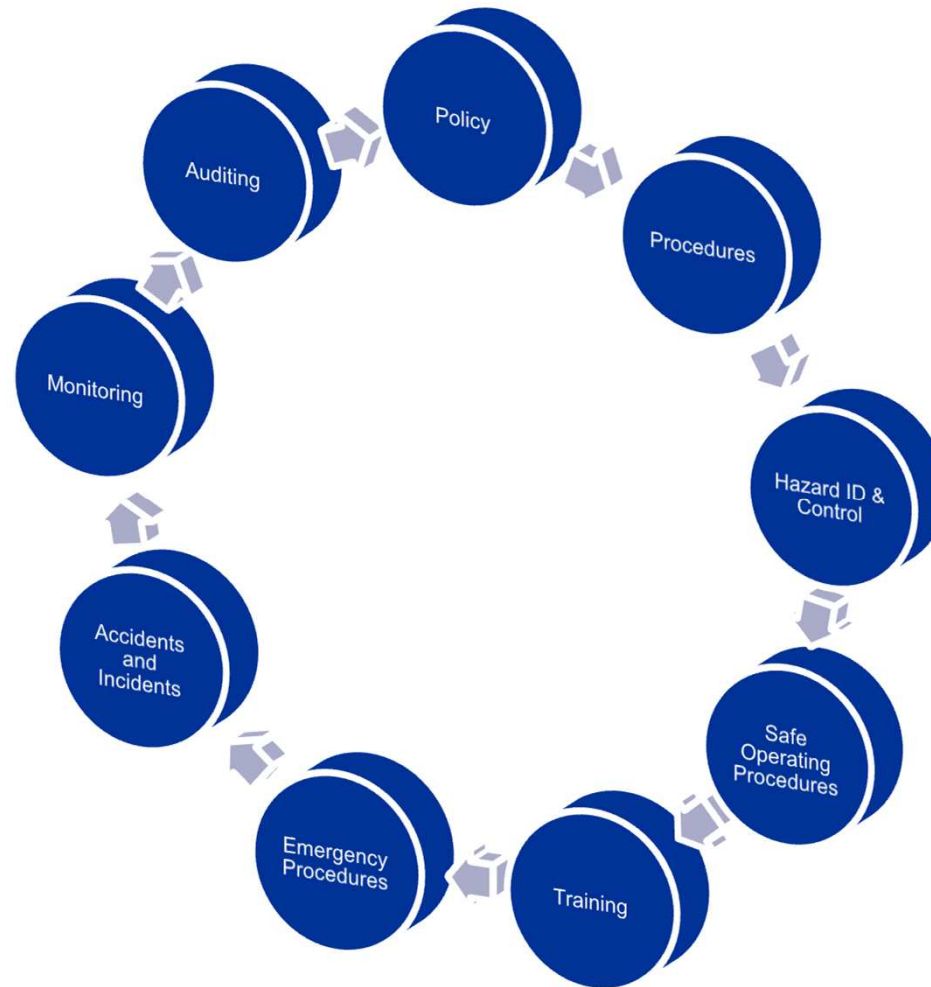 Policy
Procedures
Hazard ID &
Control
Safe
Operating
Procedures
Training
Emergency
Procedures
Accidents
and
Incidents
Monitoring
Auditing